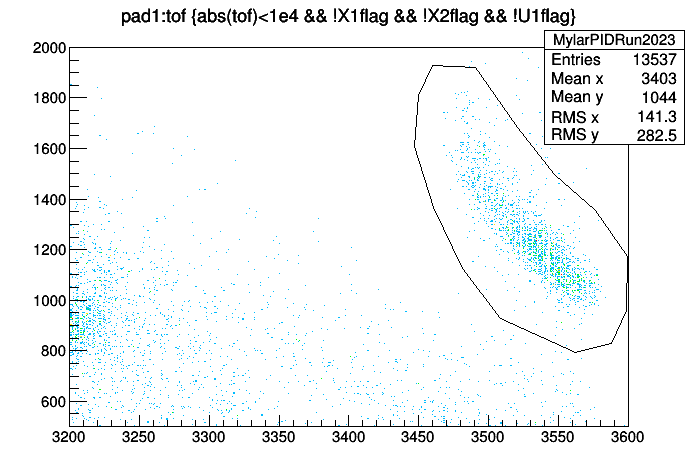 pad1:tof {abs(tof)<1e4 && !X1flag && !X2flag && !U1flag}
MylarPIDRun2023
Entries 13537
Mean x 3403
Mean y 1044
RMS x 141.3
RMS y 282.5
2000
1800
1600
1400
1200
1000
800
600
3200 3250 3300 3350 3400 3450 3500 3550 3600